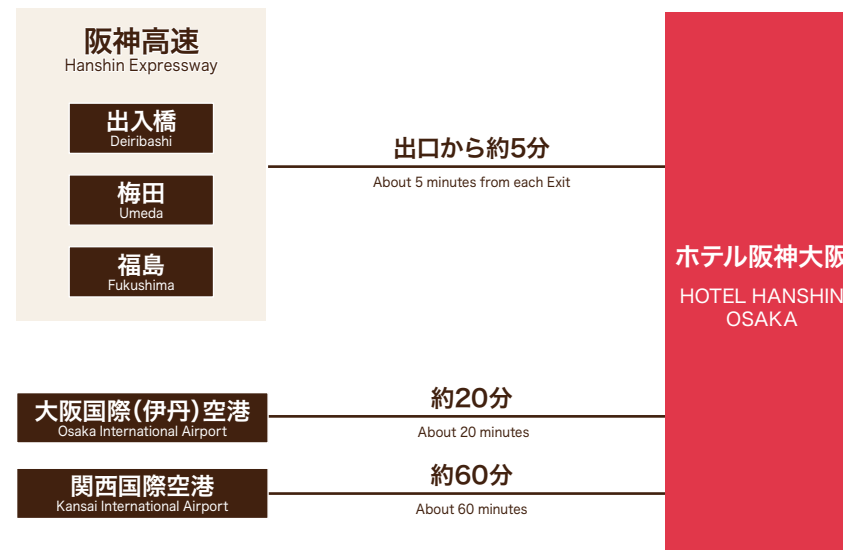 阪神高速
Hanshin Expressway
出入橋
Deiribashi
梅田
Umeda
福島
Fukushima
出口から約5分
About 5 minutes from each Exit
ホテル阪神大阪
HOTEL HANSHIN
OSAKA
大阪国際(伊丹)空港
Osaka International Airport
約20分
About 20 minutes
関西国際空港
Kansai International Airport
約60分
About 60 minutes